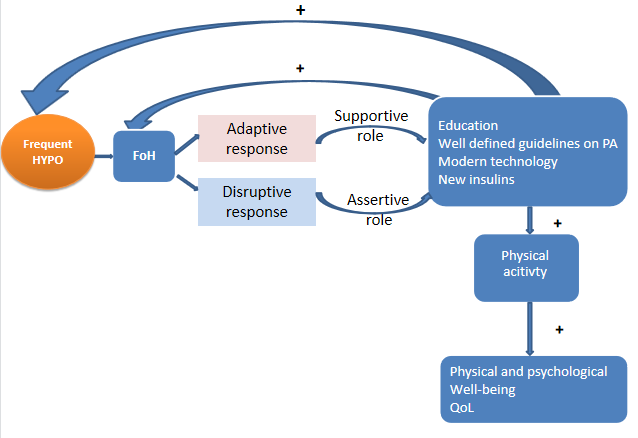 +
+
Frequent
HYPO
FoH
Adaptive
response
Disruptive
response
Supportive
role
Assertive
role
Education
Well defined guidelines on PA
Modern technology
New insulins
+
Physical
acitivty
+
Physical and psychological
Well-being
QoL